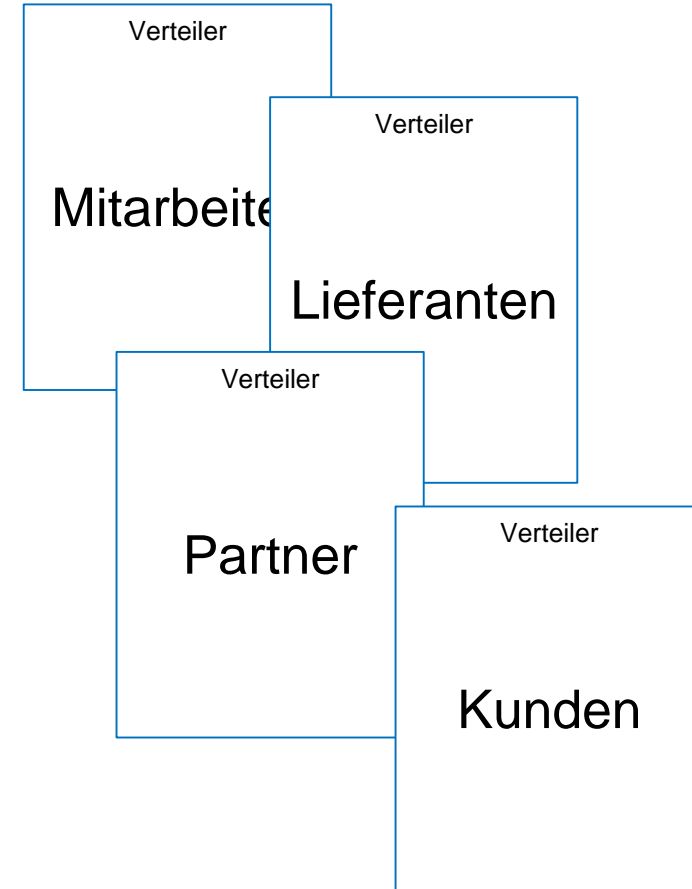 Verteiler
Mitarbeite
Verteiler
Lieferanten
Verteiler
Partner
Verteiler
Kunden